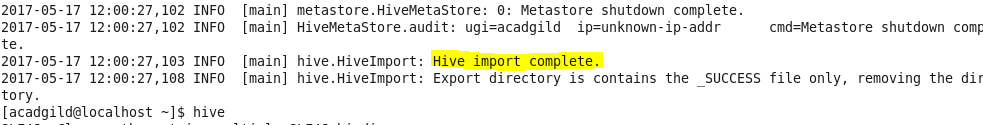 2017-05-17 12:00:27,102 INFO  [main] metastore.HiveMetaStore: 0: Metastore shutdown complete.
2017-05-17 12:00:27,102 INFO  [main] HiveMetaStore.audit: ugi=acadgild  ip=unknown-ip-addr      cmd=Metastore shutdown comp
te.
2017-05-17 12:00:27,103 INFO  [main] hive.HiveImport: Hive import complete.
2017-05-17 12:00:27,108 INFO  [main] hive.HiveImport: Export directory is contains the _SUCCESS file only, removing the dir
tory.
[acadgild@localhost ~]$ hive